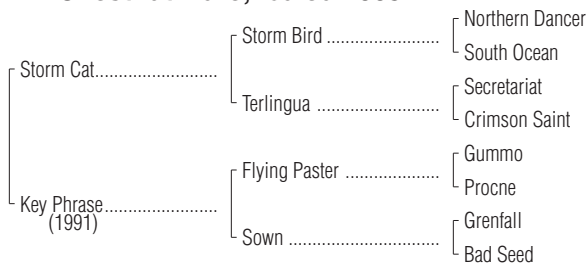 Northern Dancer
Storm Bird ..........................
South Ocean
Storm Cat......................
Secretariat
Terlingua ............................
Crimson Saint
Gummo
Flying Paster ......................
Procne
Key Phrase....................
(1991)
Grenfall
Sown ...................................
Bad Seed